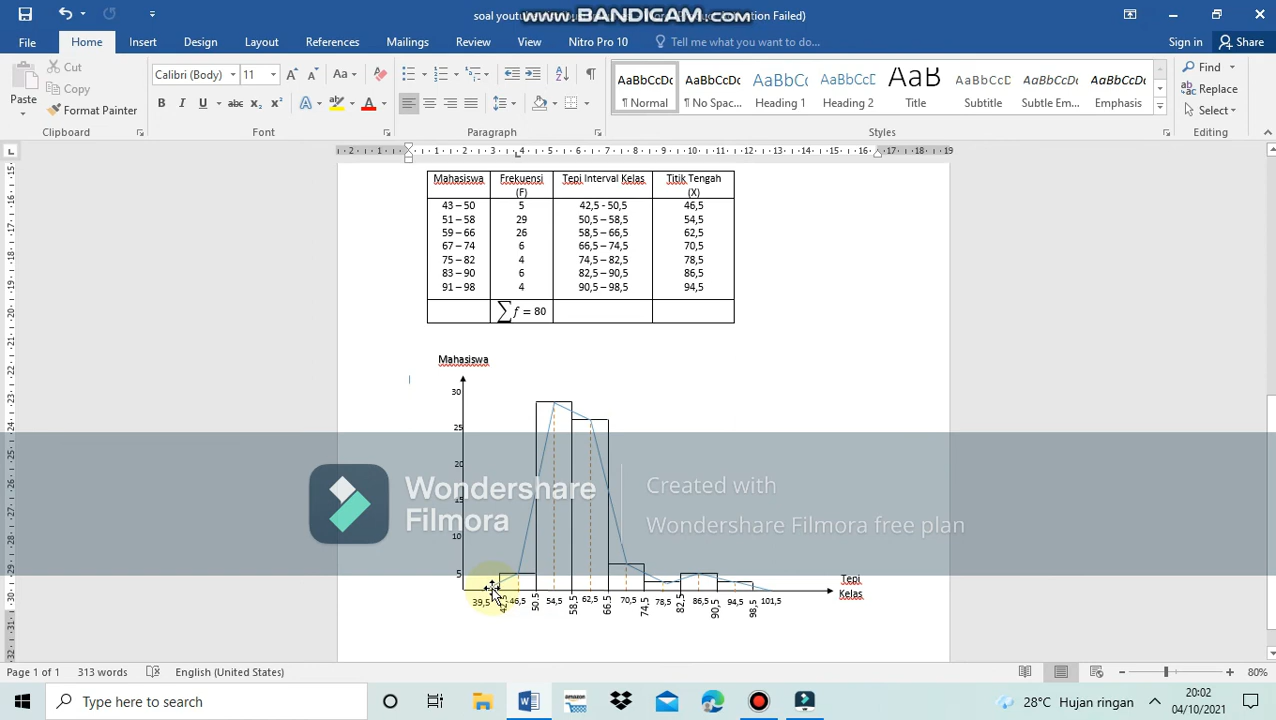 soal youtu
www.BANDICAM.com
tion Failed)
File Home Insert Design Layout References Mailings Review View Nitro Pro 10 Tell me what you want to do... Sign in Share
Paste Cut Copy Format Painter Clipboard
Calibri (Body) 11 Font
Paragraph
AaBbCcDc ¶ Normal
AaBbCcDc ¶ No Spac...
AaBbCc Heading 1
AaBbCcD Heading 2
AaB Title
AaBbCcD Subtitle
AaBbCcDc Subtle Em...
AaBbCcDc Emphasis
Styles
Find Replace Select Editing
Mahasiswa Frekuensi (F) Tepi Interval Kelas Titik Tengah (X)
43 – 50 5 42,5 - 50,5 46,5
51 – 58 29 50,5 – 58,5 54,5
59 – 66 26 58,5 – 66,5 62,5
67 – 74 6 66,5 – 74,5 70,5
75 – 82 4 74,5 – 82,5 78,5
83 – 90 6 82,5 – 90,5 86,5
91 – 98 4 90,5 – 98,5 94,5
∑f = 80
Mahasiswa
30
25
20
15
10
5
Wondershare Filmora
Created with
Wondershare Filmora free plan
39,5 46,5 50.5 54,5 58,5 62,5 66.5 70,5 74,5 78,5 82,5 86,5 90,5 94,5 98,5 101,5
Tepi
Kelas
Page 1 of 1 313 words English (United States) 80%
Type here to search 28°C Hujan ringan 20:02
04/10/2021